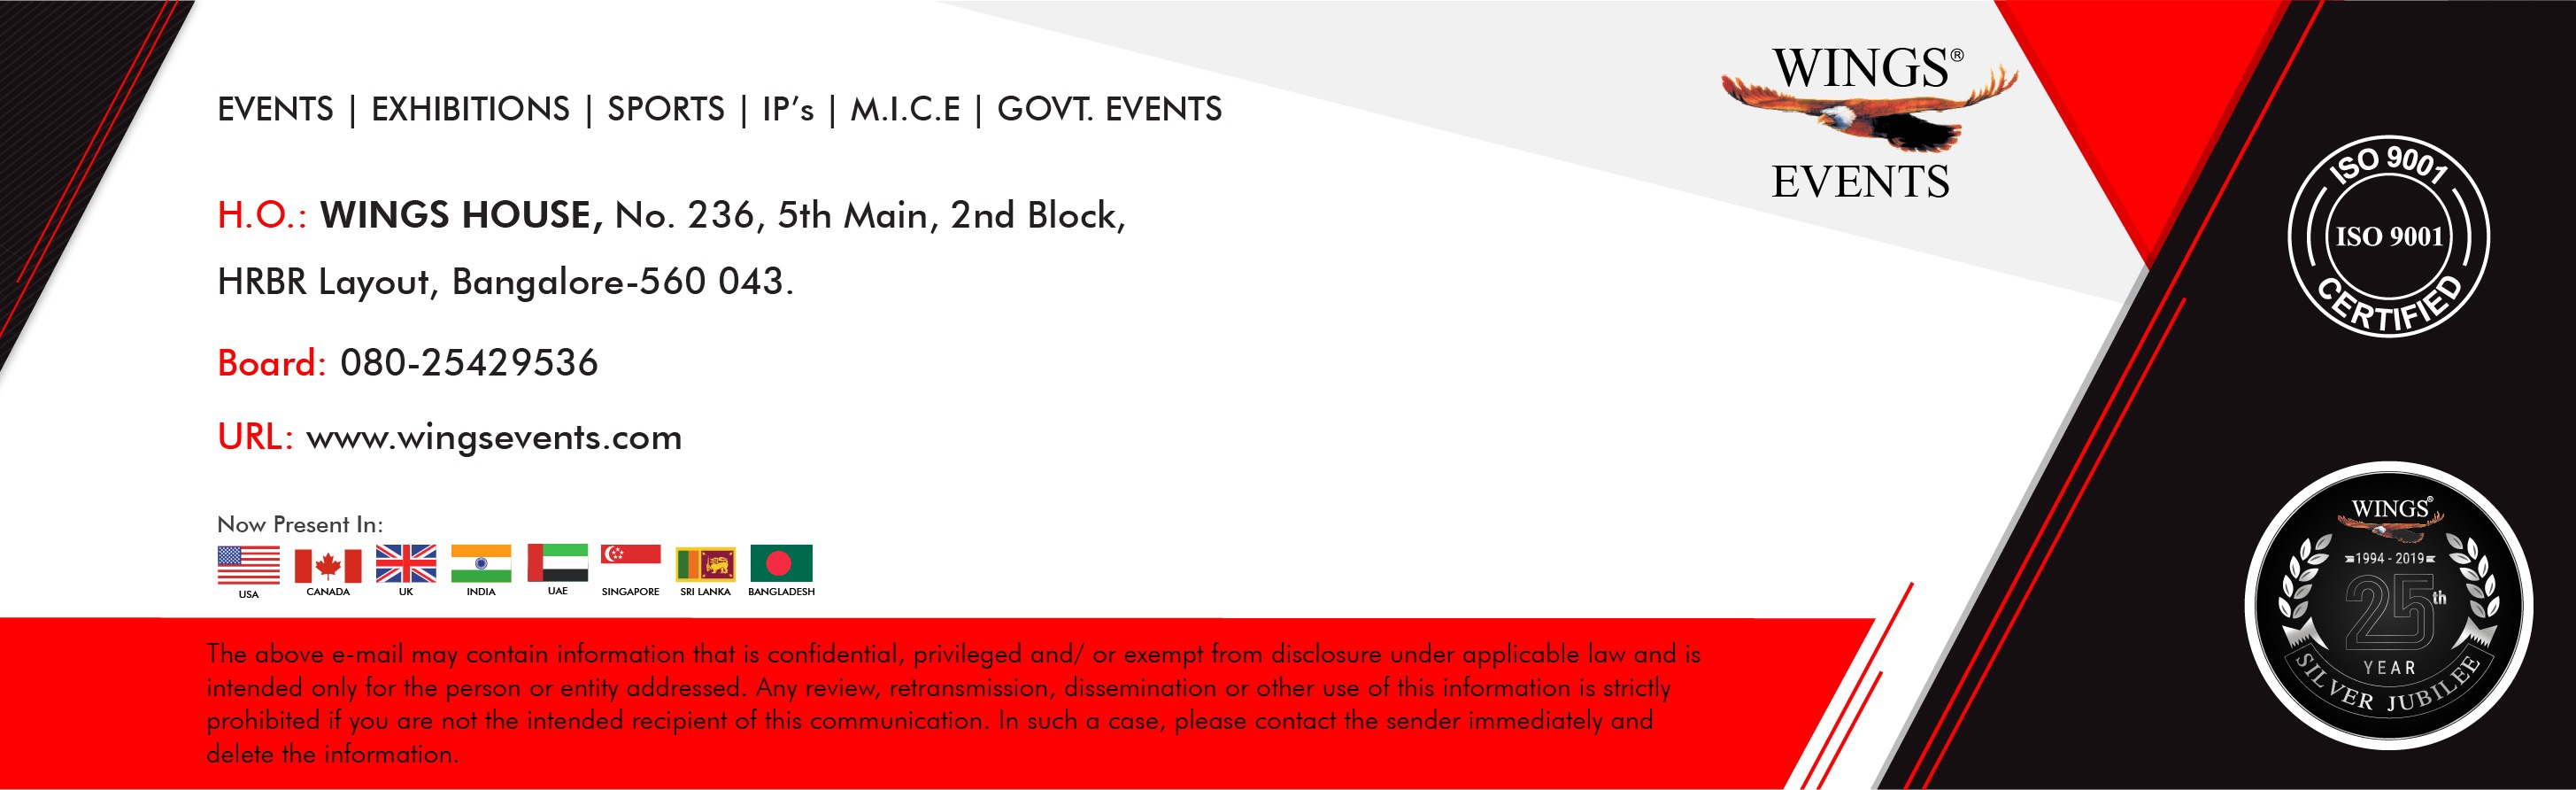 WINGS®
EVENTS
EVENTS | EXHIBITIONS | SPORTS | IP’s | M.I.C.E | GOVT. EVENTS
H.O.: WINGS HOUSE, No. 236, 5th Main, 2nd Block,
HRBR Layout, Bangalore-560 043.
Board: 080-25429536
URL: www.wingsevents.com
Now Present In:
USA CANADA UK INDIA UAE SINGAPORE SRI LANKA BANGLADESH
The above e-mail may contain information that is confidential, privileged and/ or exempt from disclosure under applicable law and is
intended only for the person or entity addressed. Any review, retransmission, dissemination or other use of this information is strictly
prohibited if you are not the intended recipient of this communication. In such a case, please contact the sender immediately and
delete the information.
ISO 9001
ISO 9001
CERTIFIED
WINGS®
1994 - 2019
25th
YEAR
SILVER JUBILEE